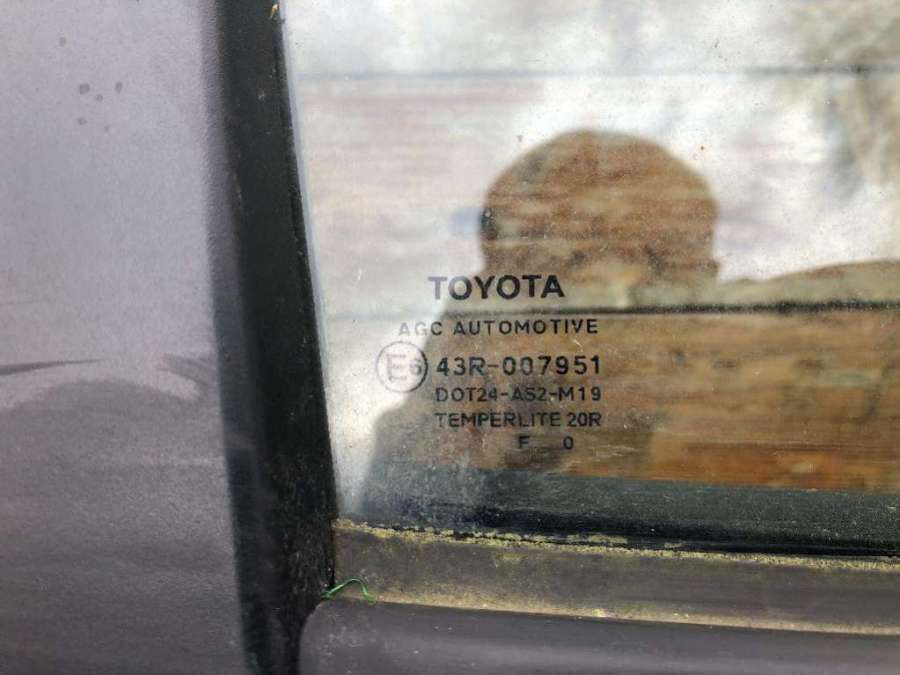 TOYOTA
AGC AUTOMOTIVE
E6 43R-007951
DOT24-AS2-M19
TEMPERLITE 20R
F 0